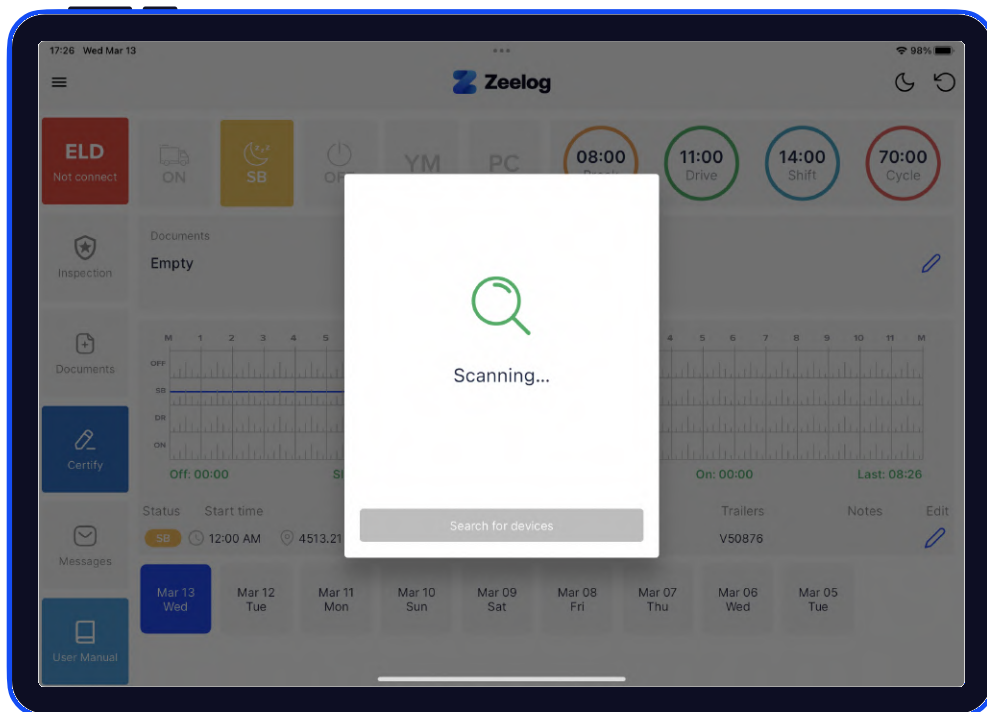 17:26 Wed Mar 13
98%
Zeelog
ELD
Not connect
ON
SB
YM
PC
08:00
11:00
Drive
14:00
Shift
70:00
Cycle
Inspection
Documents
Empty
Documents
M 1 2 3 4 5
4 5 6 7 8 9 10 11 M
OFF
SB
DR
ON
Off: 00:00
On: 00:00
Last: 08:26
Scanning...
Search for devices
Certify
Status Start time
Trailers
Notes
Edit
SB 12:00 AM 4513.21
V50876
Messages
Mar 13
Wed
Mar 12
Tue
Mar 11
Mon
Mar 10
Sun
Mar 09
Sat
Mar 08
Fri
Mar 07
Thu
Mar 06
Wed
Mar 05
Tue
User Manual